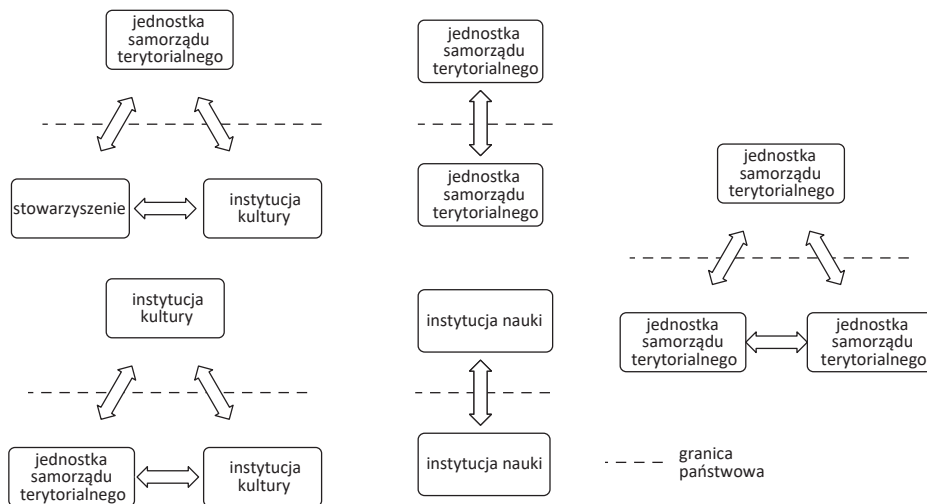 jednostka
samorządu
terytorialnego
stowarzyszenie
instytucja
kultury
jednostka
samorządu
terytorialnego
jednostka
samorządu
terytorialnego
jednostka
samorządu
terytorialnego
jednostka
samorządu
terytorialnego
jednostka
samorządu
terytorialnego
instytucja
kultury
jednostka
samorządu
terytorialnego
instytucja
kultury
instytucja nauki
instytucja nauki
granica
państwowa